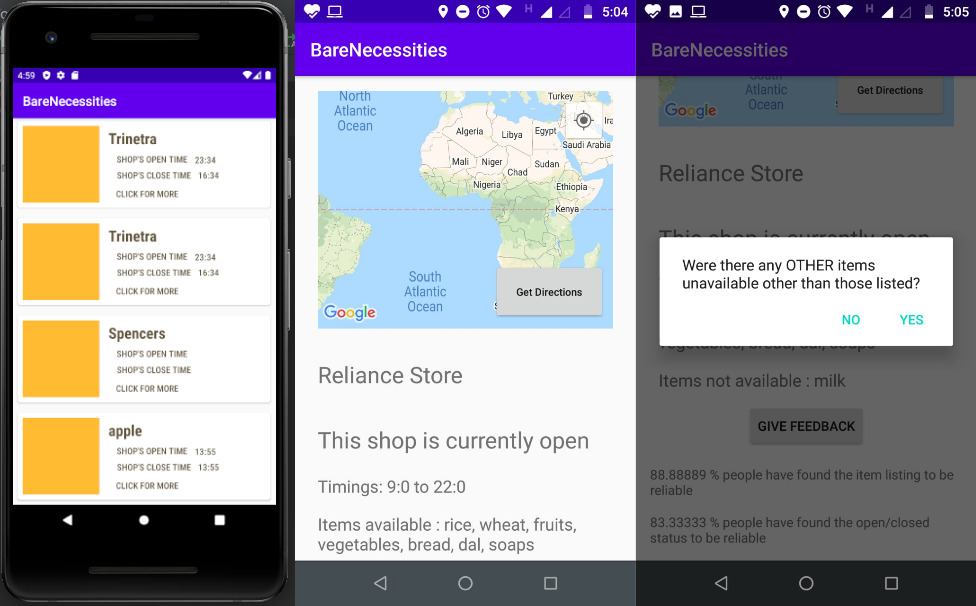 4:59
BareNecessities
Trinetra
SHOP'S OPEN TIME 23:34
SHOP'S CLOSE TIME 16:34
CLICK FOR MORE
Trinetra
SHOP'S OPEN TIME 23:34
SHOP'S CLOSE TIME 16:34
CLICK FOR MORE
Spencers
SHOP'S OPEN TIME
SHOP'S CLOSE TIME
CLICK FOR MORE
apple
SHOP'S OPEN TIME 13:55
SHOP'S CLOSE TIME 13:55
CLICK FOR MORE
H 5:04
BareNecessities
North
Atlantic
Ocean
Turkey
Algeria
Libya
Egypt
Saudi Arabia
Mali
Niger
Chad
Sudan
Nigeria
Ethiopia
Kenya
South
Atlantic
Ocean
Get Directions
Google
Reliance Store
This shop is currently open
Timings: 9:0 to 22:0
Items available : rice, wheat, fruits,
vegetables, bread, dal, soaps
H 5:05
BareNecessities
South
Atlantic
Ocean
Get Directions
Google
Reliance Store
This shop is currently open
Were there any OTHER items
unavailable other than those listed?
NO YES
vegetables, bread, dal, soaps
Items not available : milk
GIVE FEEDBACK
88.88889 % people have found the item listing to be
reliable
83.33333 % people have found the open/closed
status to be reliable